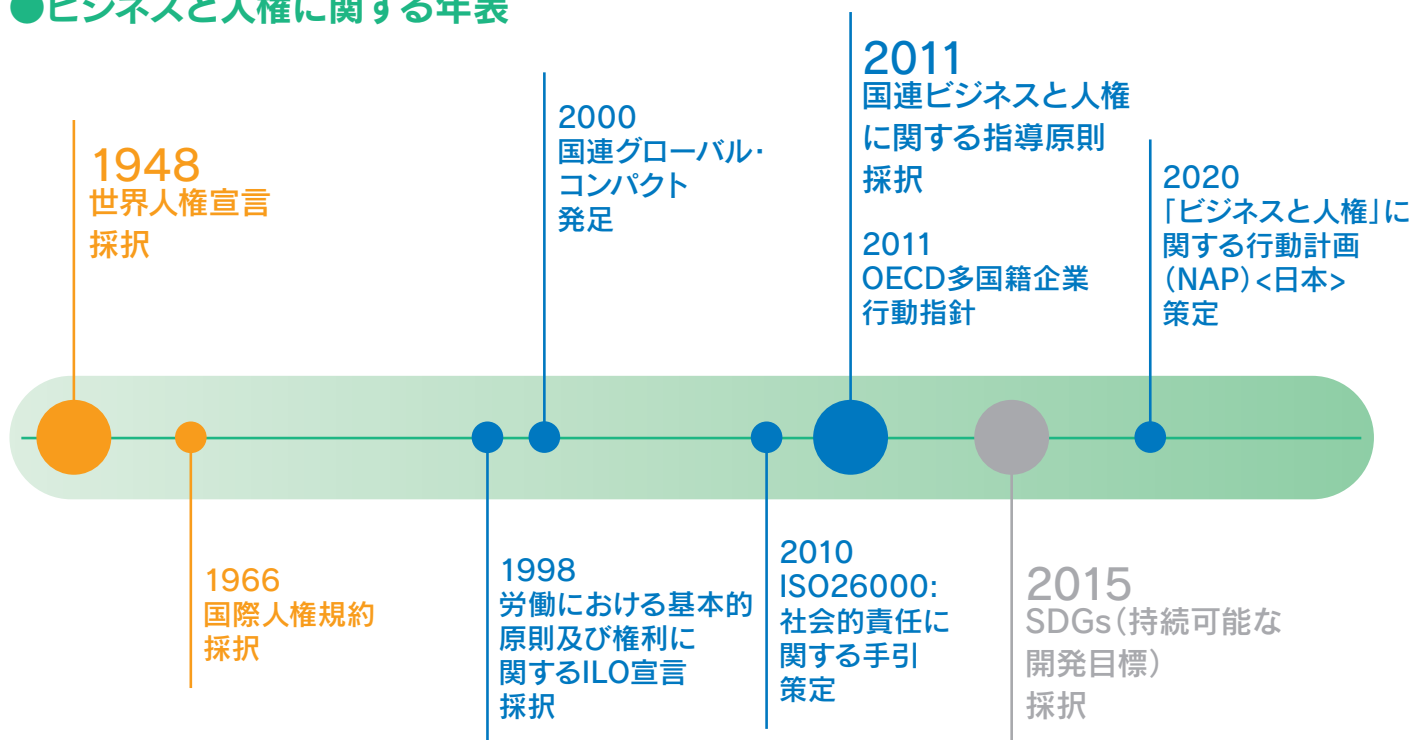 ●ビジネスと人権に関する年表
1948
世界人権宣言
採択
1966
国際人権規約
採択
1998
労働における基本的
原則及び権利に
関するILO宣言
採択
2000
国連グローバル・
コンパクト
発足
2010
ISO26000:
社会的責任に
関する手引
策定
2011
国連ビジネスと人権
に関する指導原則
採択
2011
OECD多国籍企業
行動指針
2015
SDGs(持続可能な
開発目標)
採択
2020
「ビジネスと人権」に
関する行動計画
(NAP)<日本>
策定